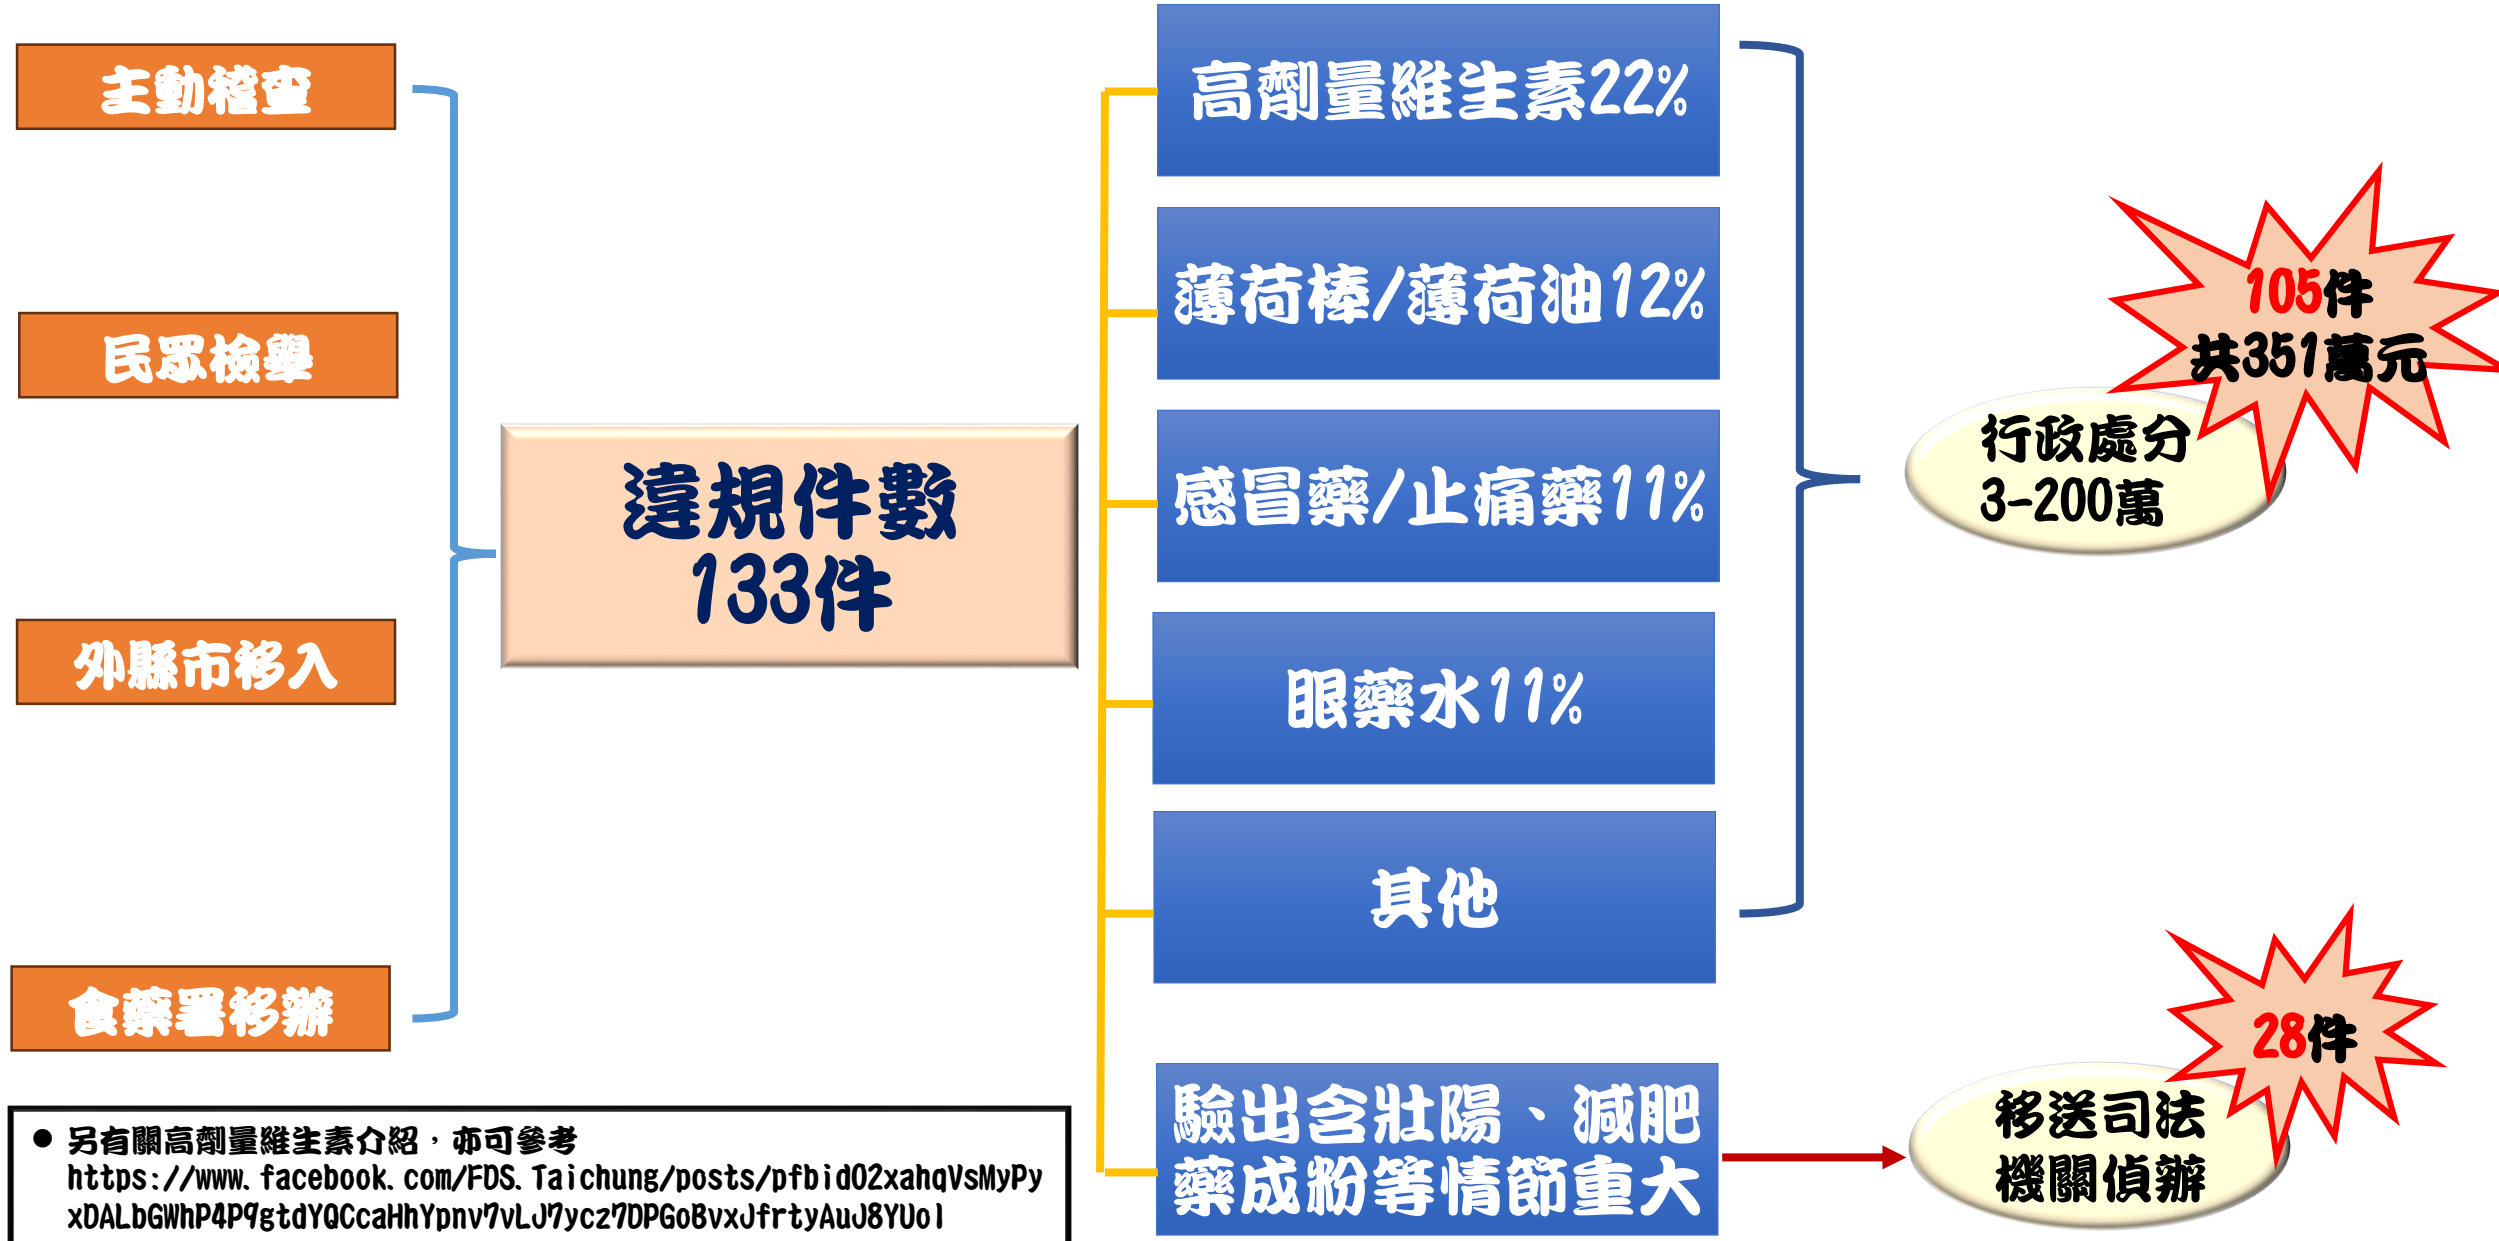 主動稽查
民眾檢舉
外縣市移入
食藥署移辦
違規件數
133件
高劑量維生素22%
薄荷棒/薄荷油12%
酸痛/止痛藥11%
眼藥水11%
其他
驗出含壯陽、減肥
藥成份等情節重大
105件
共351萬元
行政處分
3-200萬
28件
移送司法
機關偵辦
● 另有關高劑量維生素介紹，亦可參考
https://www.facebook.com/FDS.Taichung/posts/pfbid02xahqVsMyPy
xDALbGWhP4P9gtdYQCcaHhYpnv7vLJ7ycz7DPGoBvxJfrtyAuJ8YUol